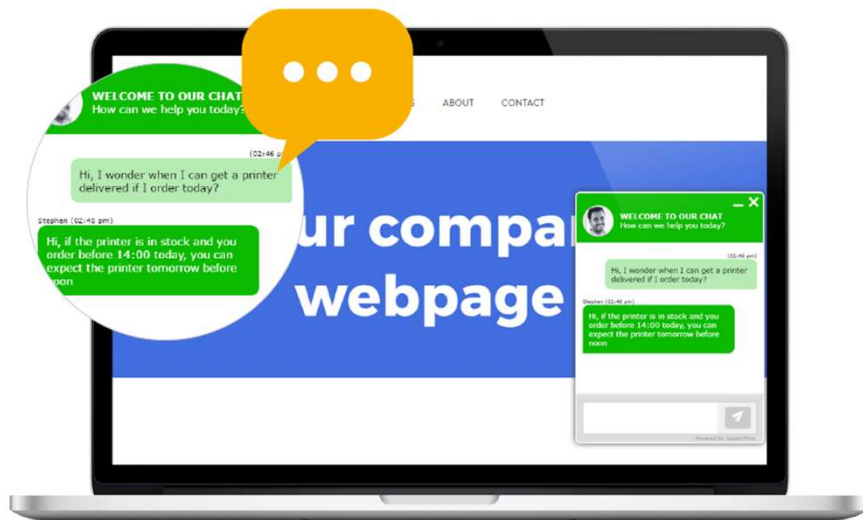 ABOUT CONTACT
WELCOME TO OUR CHAT
How can we help you today?
(02:46 p
Hi, I wonder when I can get a printer
delivered if I order today?
Stephen (02:48 pm)
Hi, if the printer is in stock and you
order before 14:00 today, you can
expect the printer tomorrow before
noon
ur compa
webpage
WELCOME TO OUR CHAT
How can we help you today?
(02:46 pm)
Hi, I wonder when I can get a printer
delivered if I order today?
Stephen (02:48 pm)
Hi, if the printer is in stock and you
order before 14:00 today, you can
expect the printer tomorrow before
noon
Powered by SuperOffice